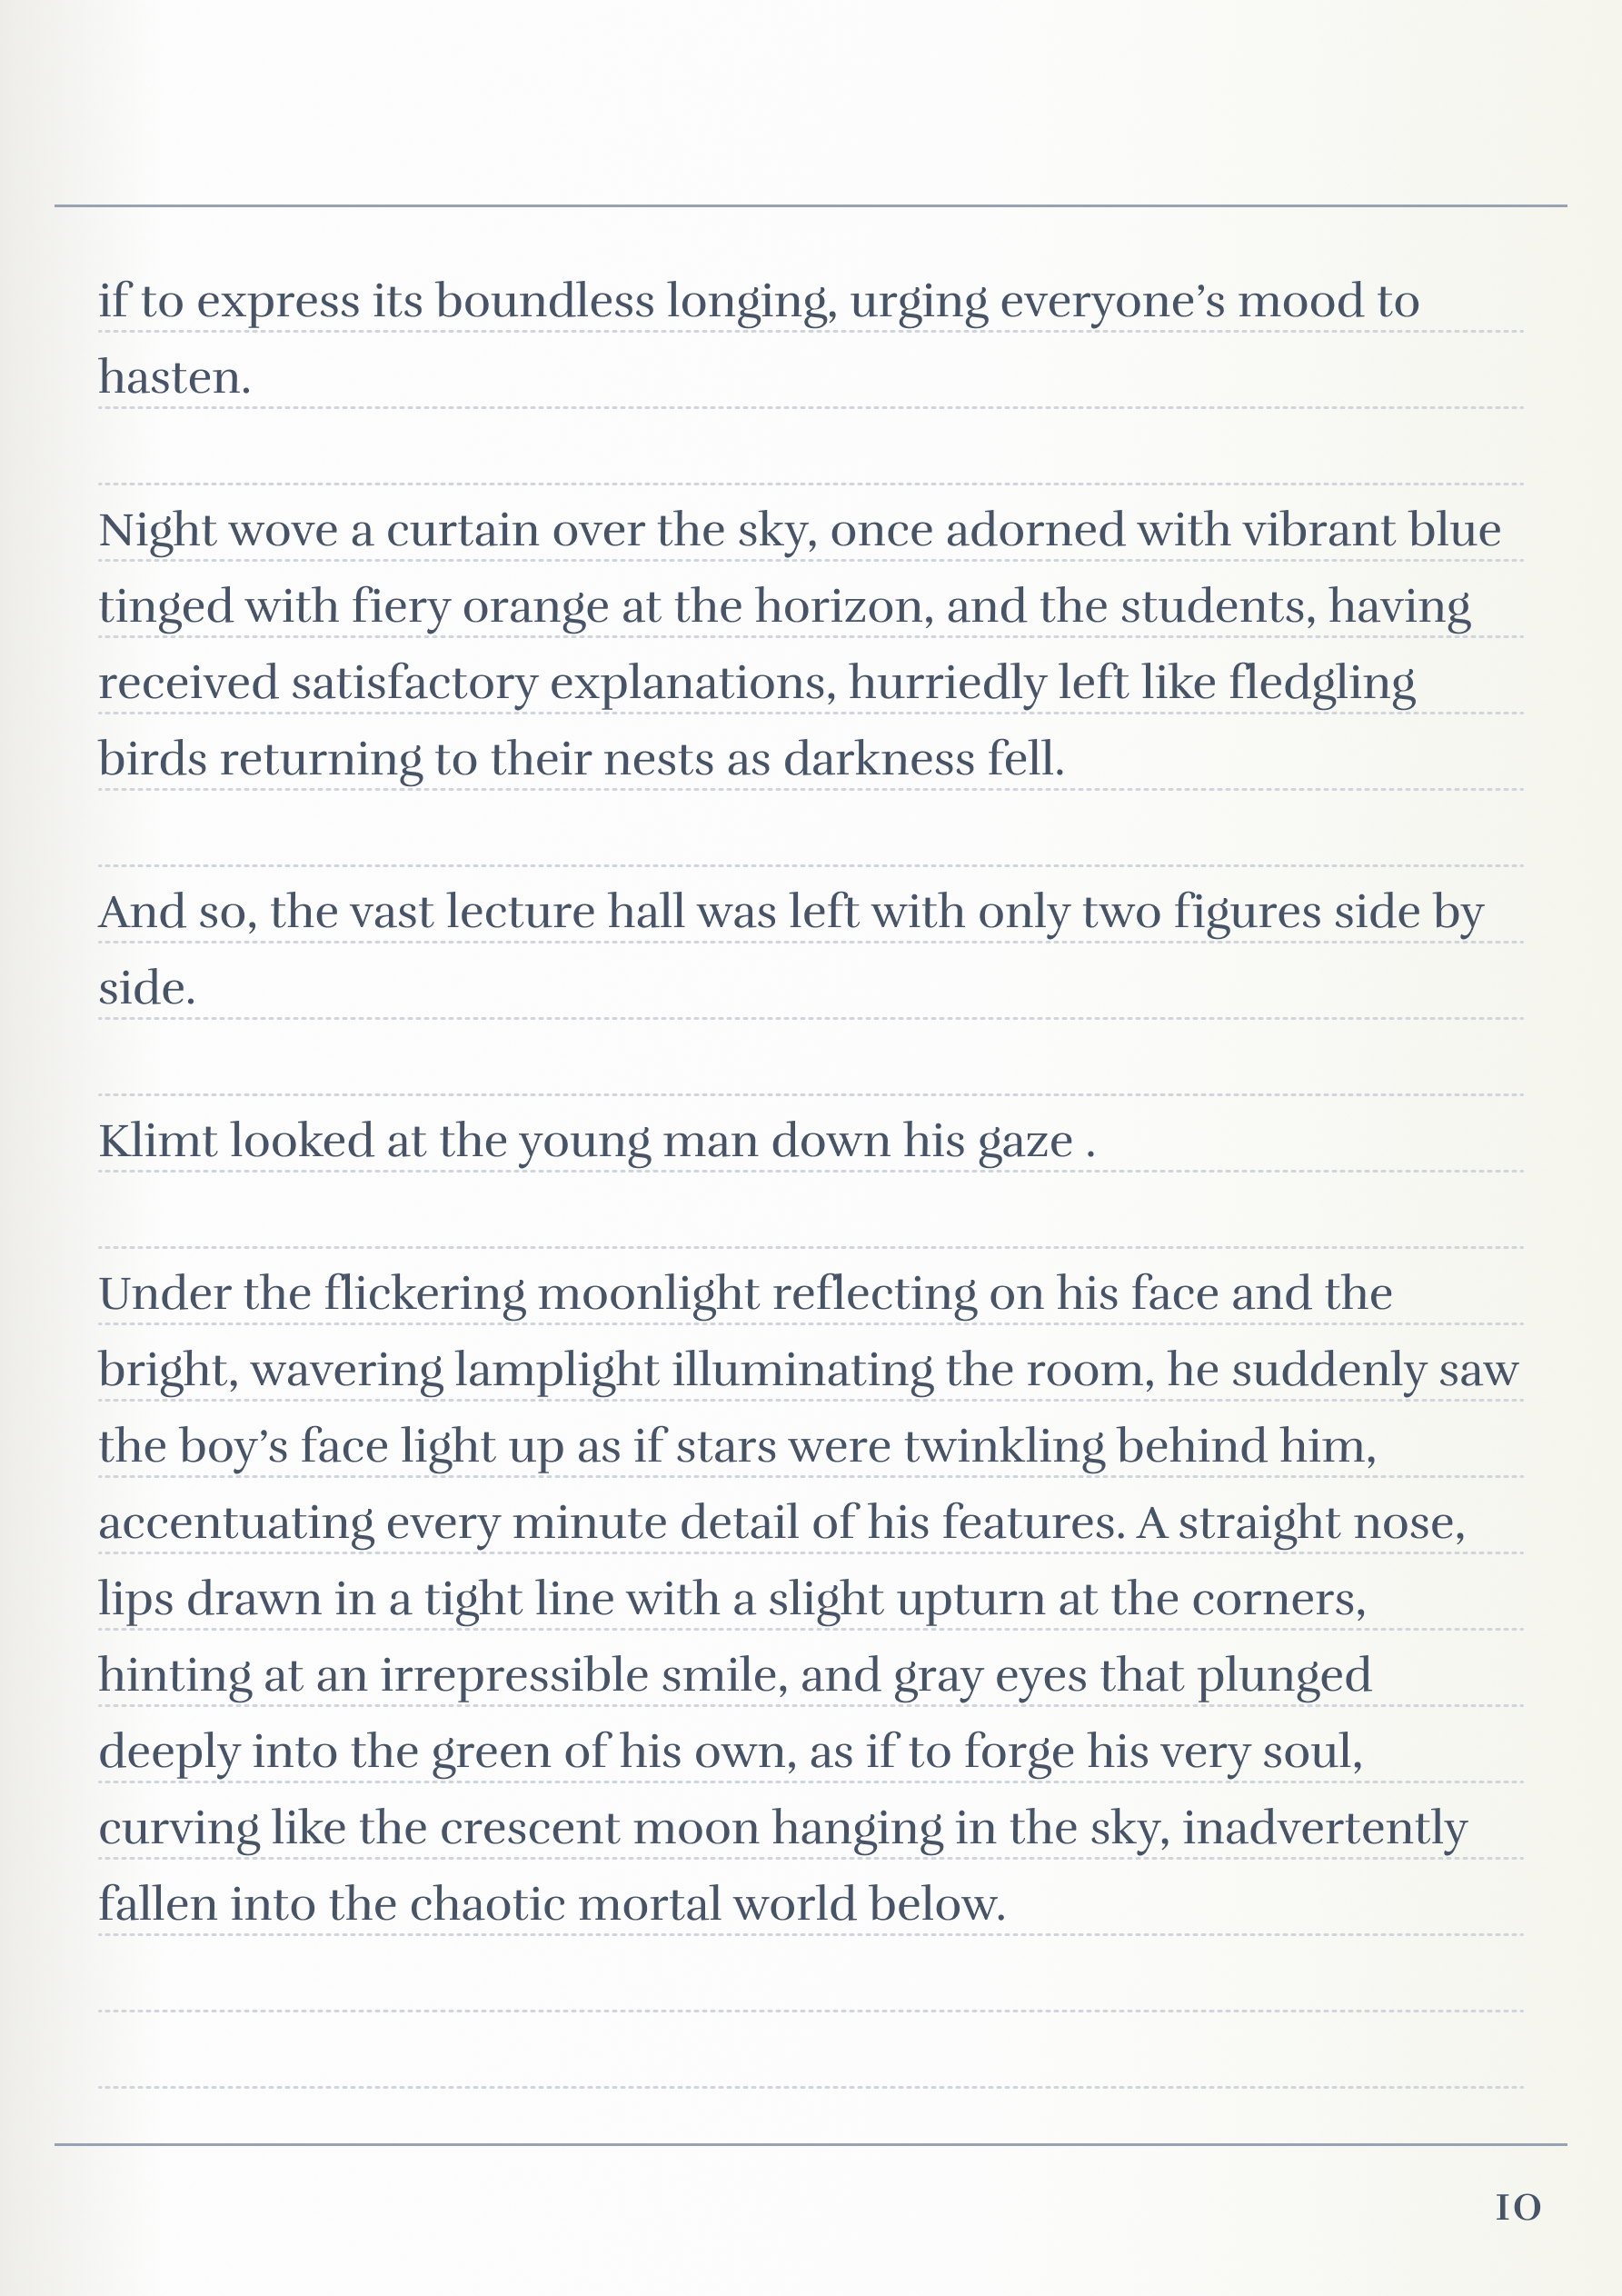 if to express its boundless longing, urging everyone’s mood to
hasten.
Night wove a curtain over the sky, once adorned with vibrant blue
tinged with fiery orange at the horizon, and the students, having
received satisfactory explanations, hurriedly left like fledgling
birds returning to their nests as darkness fell.
And so, the vast lecture hall was left with only two figures side by
side.
Klimt looked at the young man down his gaze .
Under the flickering moonlight reflecting on his face and the
bright, wavering lamplight illuminating the room, he suddenly saw
the boy’s face light up as if stars were twinkling behind him,
accentuating every minute detail of his features. A straight nose,
lips drawn in a tight line with a slight upturn at the corners,
hinting at an irrepressible smile, and gray eyes that plunged
deeply into the green of his own, as if to forge his very soul,
curving like the crescent moon hanging in the sky, inadvertently
fallen into the chaotic mortal world below.
10